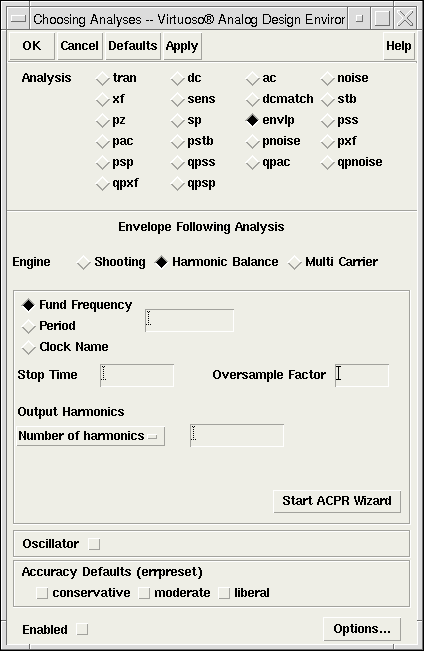 Choosing Analyses -- Virtuoso® Analog Design Enviror
OK Cancel Defaults Apply Help
Analysis tran dc ac noise
xf sens dcmatch stb
pz sp envlp pss
pac pstb pnoise pxf
psp qpss qpac qpnoise
qpxf qpsp
Envelope Following Analysis
Engine Shooting Harmonic Balance Multi Carrier
Fund Frequency
Period
Clock Name
Stop Time Oversample Factor
Output Harmonics
Number of harmonics
Start ACPR Wizard
Oscillator
Accuracy Defaults (errpreset)
conservative moderate liberal
Enabled Options...